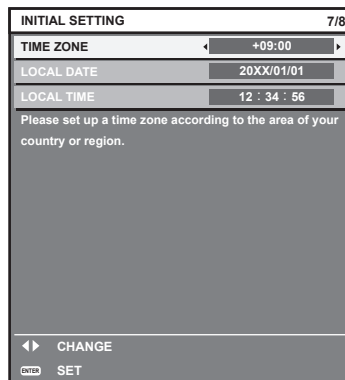 INITIAL SETTING 7/8
TIME ZONE +09:00
LOCAL DATE 20XX/01/01
LOCAL TIME 12 : 34 : 56
Please set up a time zone according to the area of your
country or region.
CHANGE
ENTER SET